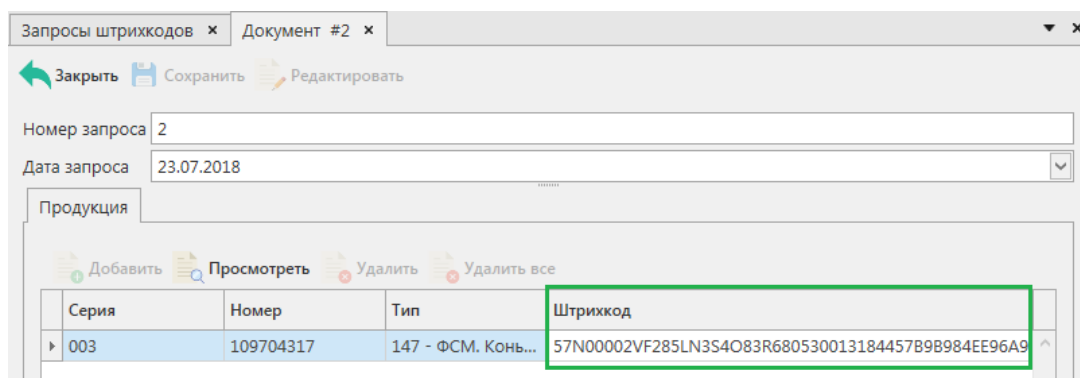 Запросы штрихкодов × Документ #2 ×
Закрыть Сохранить Редактировать
Номер запроса 2
Дата запроса 23.07.2018
Продукция
Добавить Просмотреть Удалить Удалить все
Серия Номер Тип Штрихкод
003 109704317 147 - ФСМ. Конь... 57N00002VF285LN3S4O83R680530013184457B9B984EE96A9